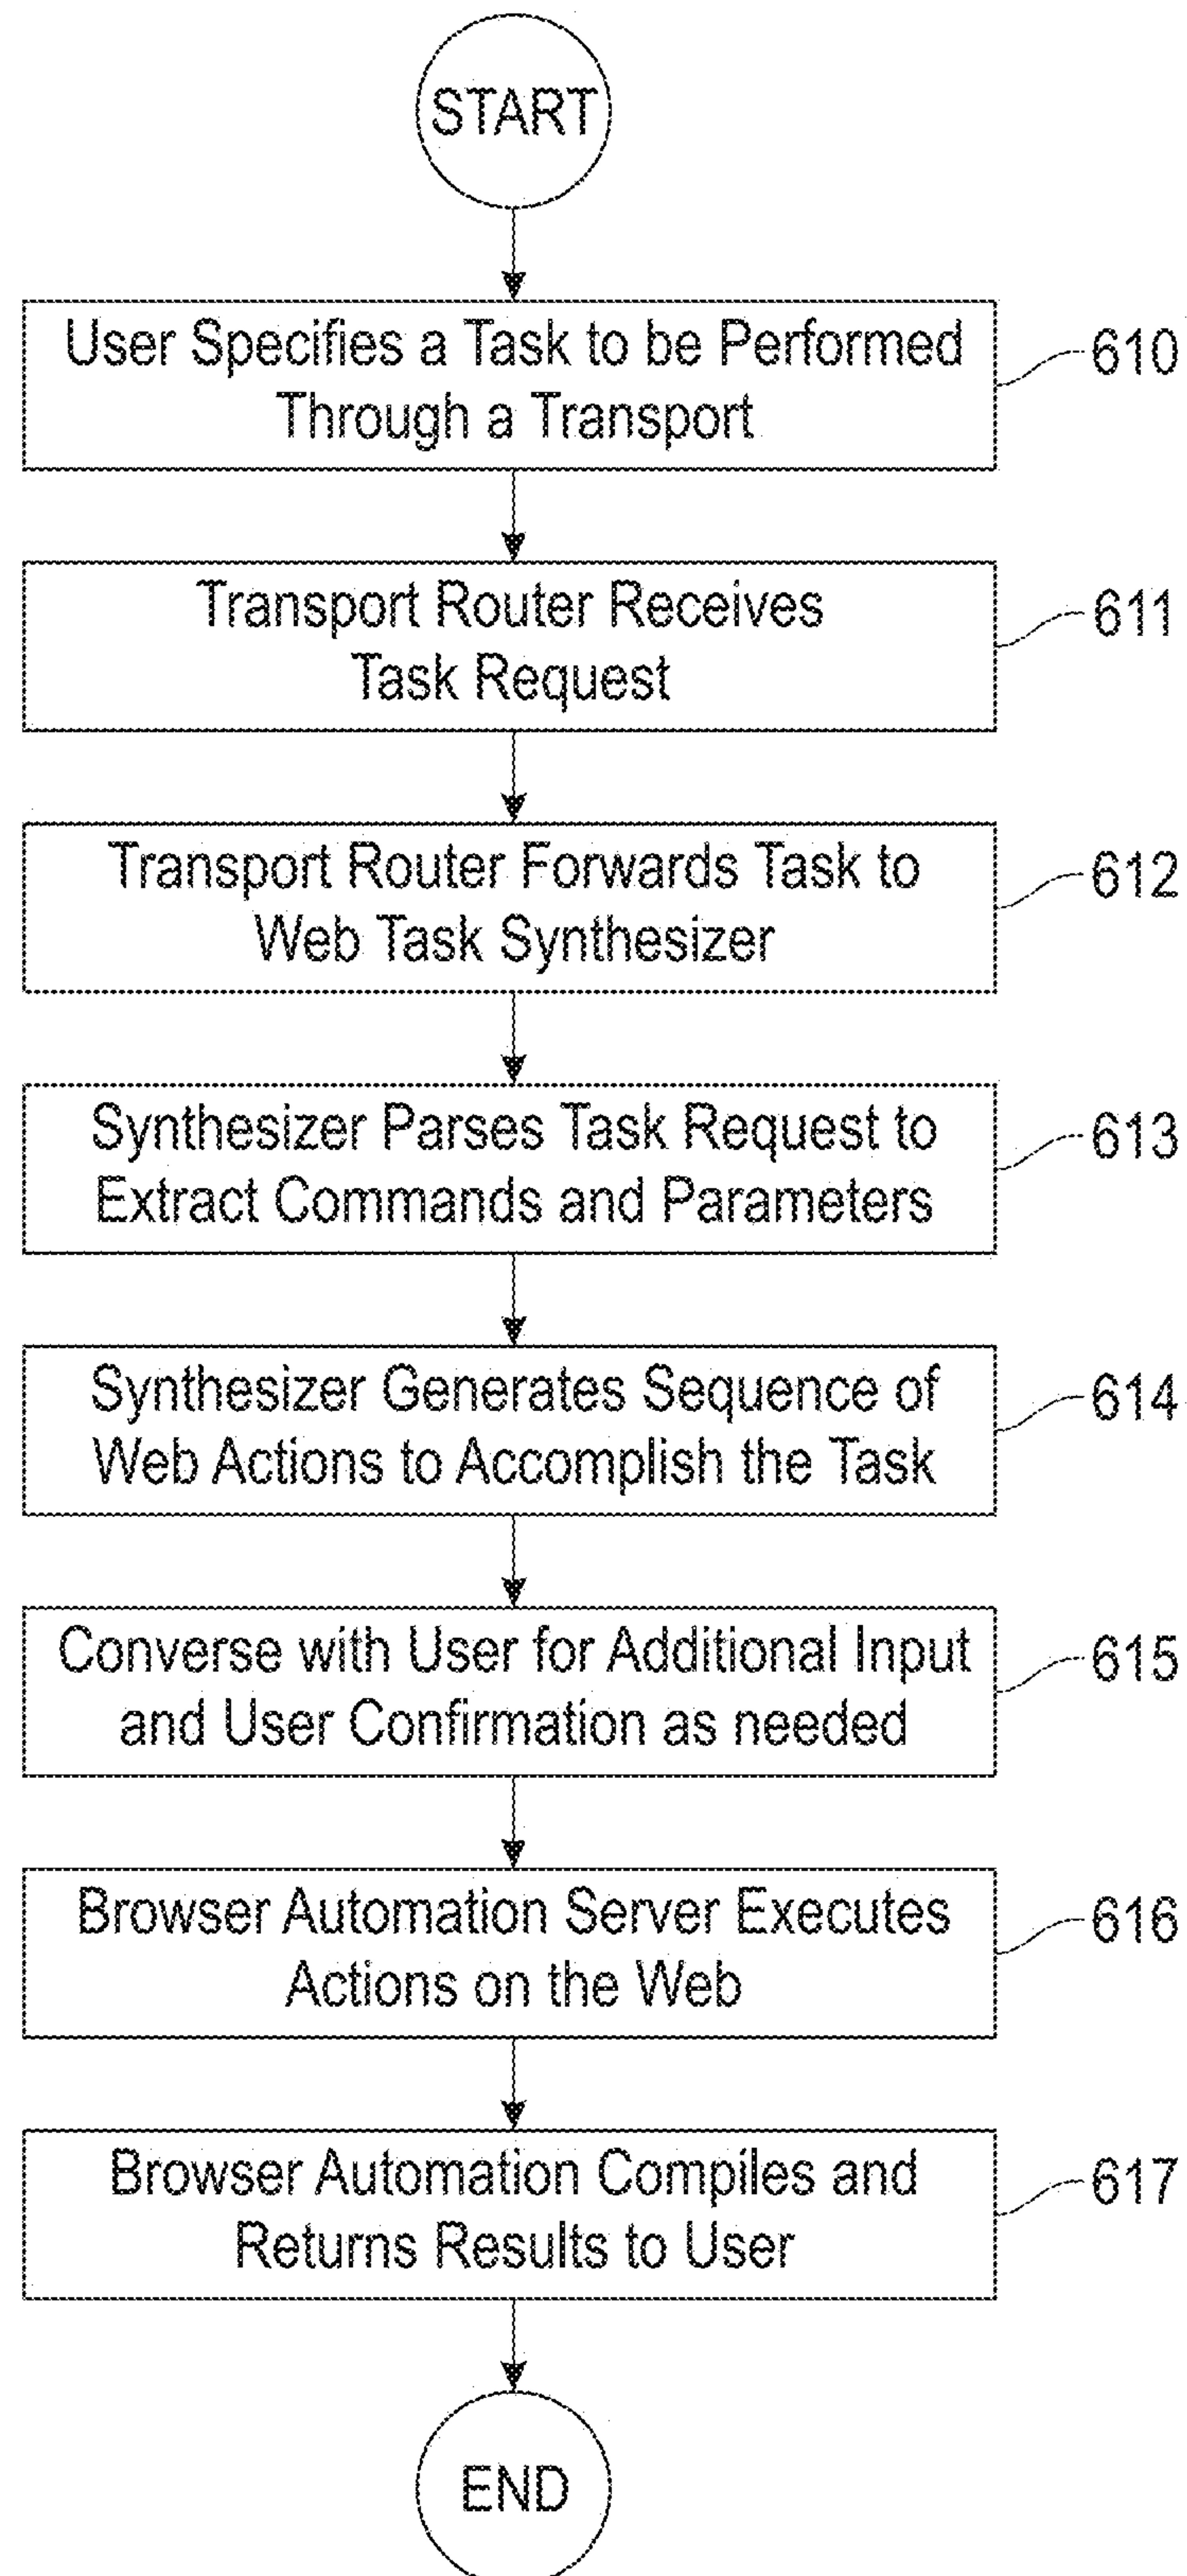 START
User Specifies a Task to be Performed
Through a Transport
610
Transport Router Receives
Task Request
611
Transport Router Forwards Task to
Web Task Synthesizer
612
Synthesizer Parses Task Request to
Extract Commands and Parameters
613
Synthesizer Generates Sequence of
Web Actions to Accomplish the Task
614
Converse with User for Additional Input
and User Confirmation as needed
615
Browser Automation Server Executes
Actions on the Web
616
Browser Automation Compiles and
Returns Results to User
617
END